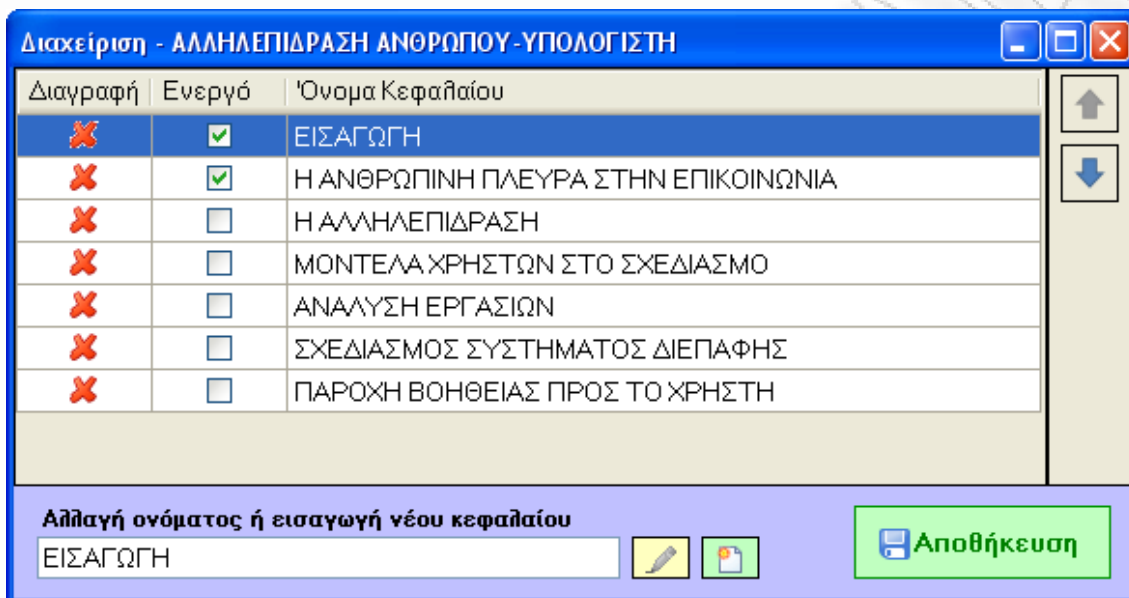 Διαχείριση - ΑΛΛΗΛΕΠΙΔΡΑΣΗ ΑΝΘΡΩΠΟΥ-ΥΠΟΛΟΓΙΣΤΗ
Διαγραφή Ενεργό Όνομα Κεφαλαίου
ΕΙΣΑΓΩΓΗ
Η ΑΝΘΡΩΠΙΝΗ ΠΛΕΥΡΑ ΣΤΗΝ ΕΠΙΚΟΙΝΩΝΙΑ
Η ΑΛΛΗΛΕΠΙΔΡΑΣΗ
ΜΟΝΤΕΛΑ ΧΡΗΣΤΩΝ ΣΤΟ ΣΧΕΔΙΑΣΜΟ
ΑΝΑΛΥΣΗ ΕΡΓΑΣΙΩΝ
ΣΧΕΔΙΑΣΜΟΣ ΣΥΣΤΗΜΑΤΟΣ ΔΙΕΠΑΦΗΣ
ΠΑΡΟΧΗ ΒΟΗΘΕΙΑΣ ΠΡΟΣ ΤΟ ΧΡΗΣΤΗ
Αλλαγή ονόματος ή εισαγωγή νέου κεφαλαίου
ΕΙΣΑΓΩΓΗ
Αποθήκευση